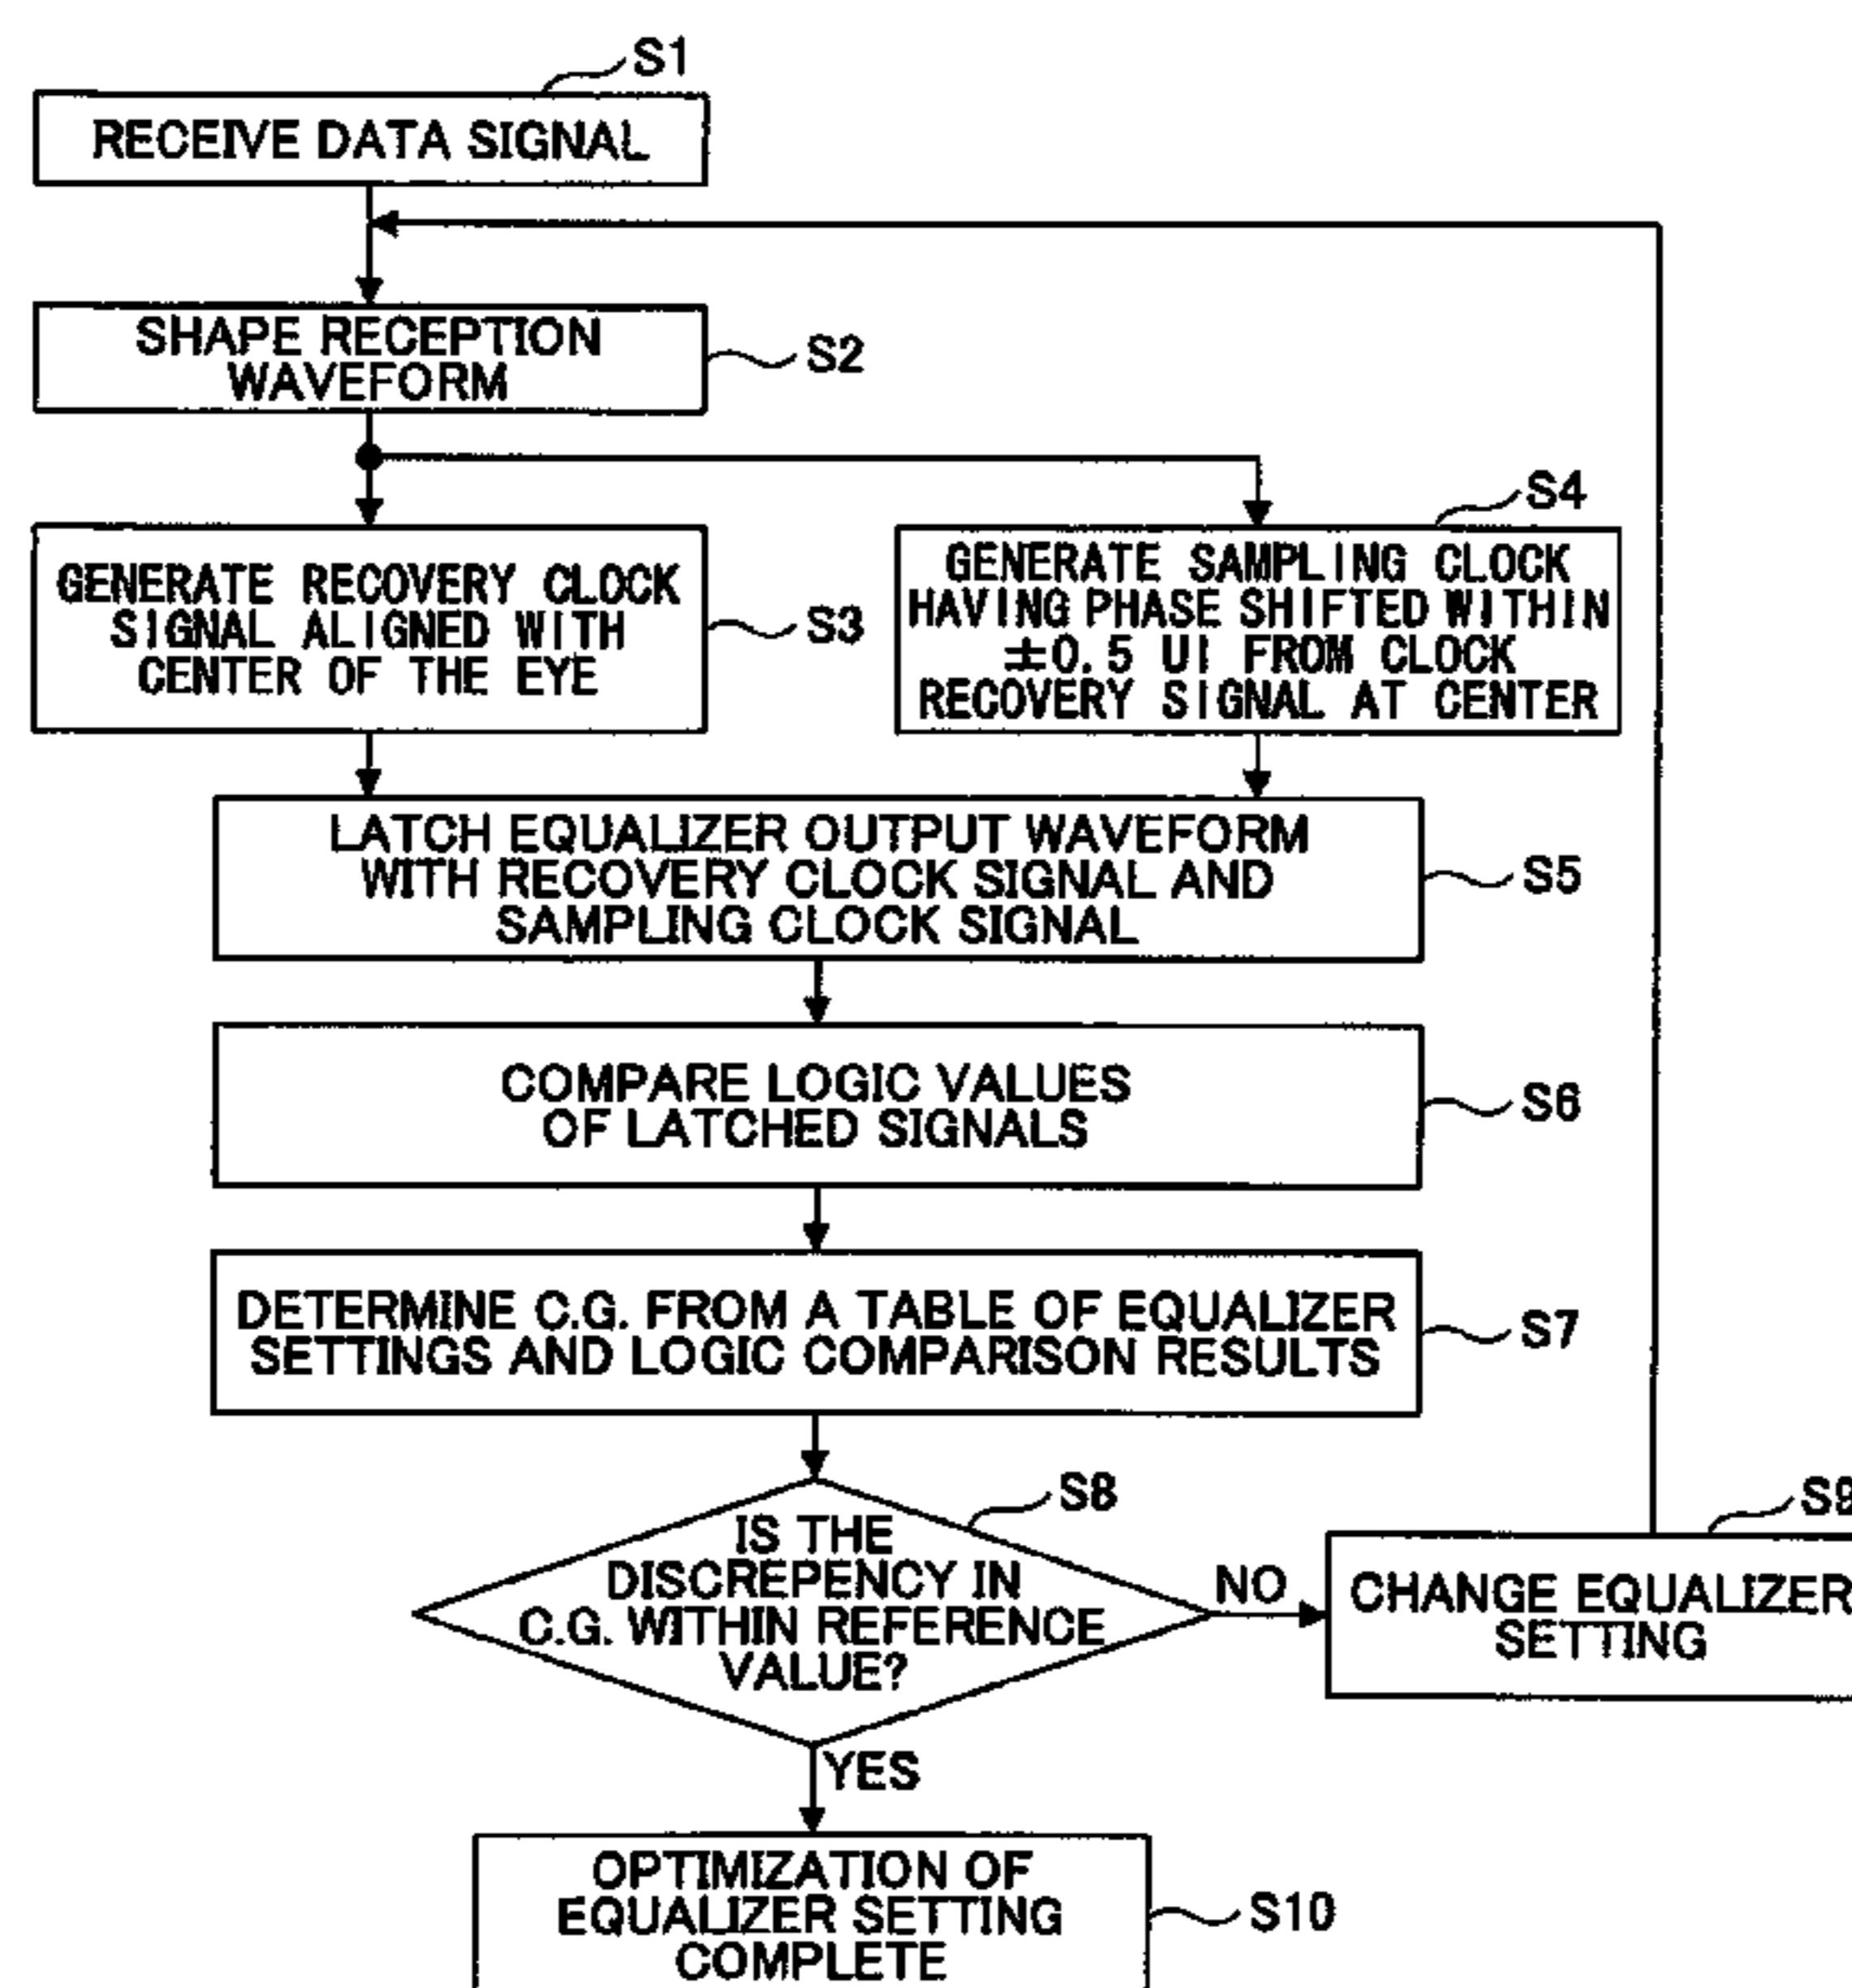 S1
RECEIVE DATA SIGNAL
SHAPE RECEPTION
WAVEFORM
S2
GENERATE RECOVERY CLOCK
SIGNAL ALIGNED WITH
CENTER OF THE EYE
S3
S4
GENERATE SAMPLING CLOCK
HAVING PHASE SHIFTED WITHIN
±0.5 UI FROM CLOCK
RECOVERY SIGNAL AT CENTER
LATCH EQUALIZER OUTPUT WAVEFORM
WITH RECOVERY CLOCK SIGNAL AND
SAMPLING CLOCK SIGNAL
S5
COMPARE LOGIC VALUES
OF LATCHED SIGNALS
S6
DETERMINE C.G. FROM A TABLE OF EQUALIZER
SETTINGS AND LOGIC COMPARISON RESULTS
S7
S8
IS THE
DISCREPENCY IN
C.G. WITHIN REFERENCE
VALUE?
NO
S9
CHANGE EQUALIZER
SETTING
YES
OPTIMIZATION OF
EQUALIZER SETTING
COMPLETE
S10